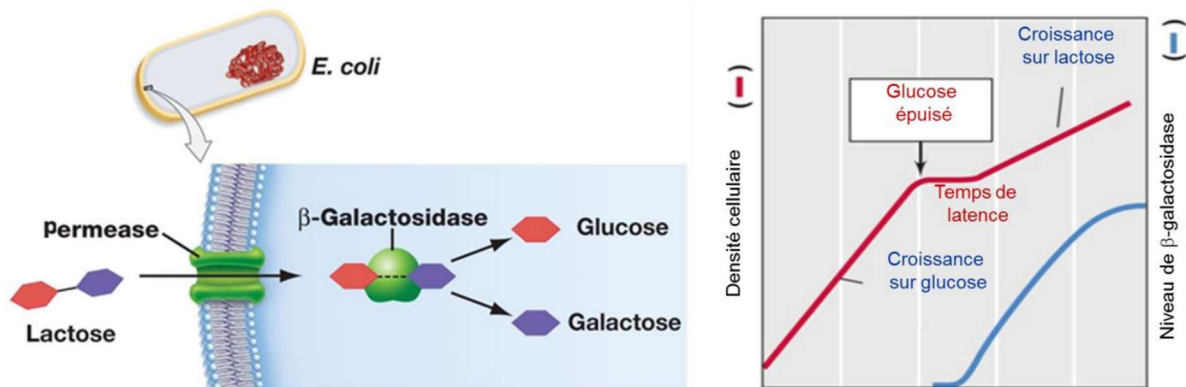 E. coli
Permease
β-Galactosidase
Glucose
Lactose
Galactose
Densité cellulaire
(–)
Glucose
épuisé
Croissance
sur lactose
Temps de
latence
Croissance
sur glucose
Niveau de β-galactosidase
(–)